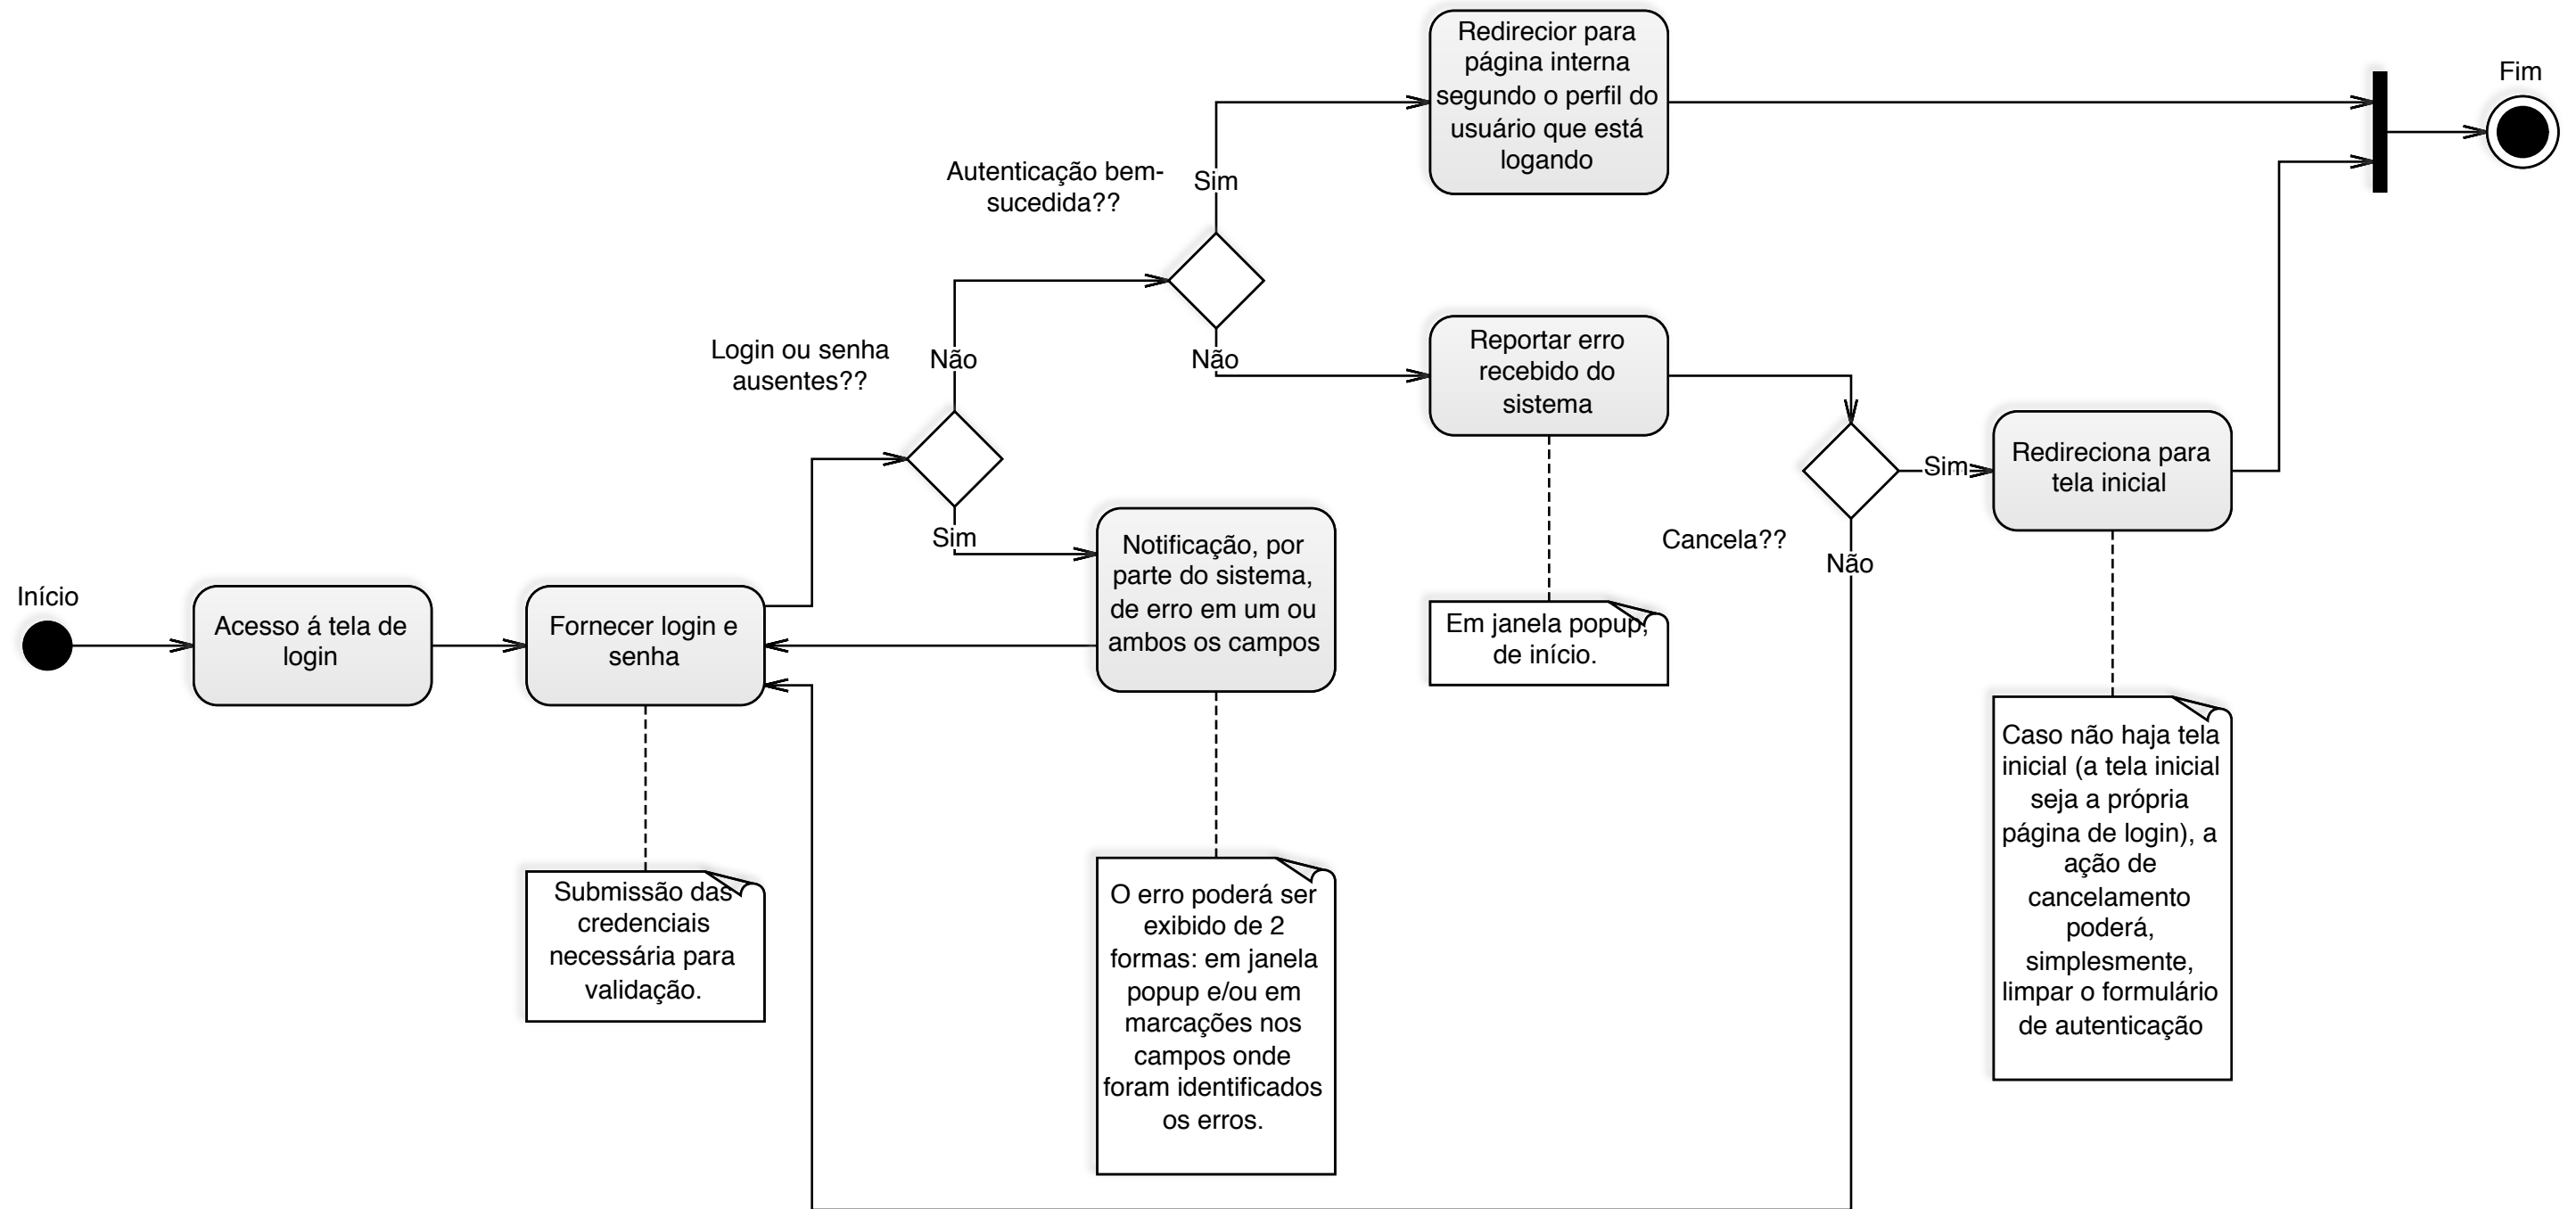 Início
Acesso á tela de
login
Fornecer login e
senha
Submissão das
credenciais
necessária para
validação.
Login ou senha
ausentes??
Não
Sim
Notificação, por
parte do sistema,
de erro em um ou
ambos os campos
O erro poderá ser
exibido de 2
formas: em janela
popup e/ou em
marcações nos
campos onde
foram identificados
os erros.
Autenticação bem-
sucedida??
Sim
Não
Redirecior para
página interna
segundo o perfil do
usuário que está
logando
Reportar erro
recebido do
sistema
Em janela popup,
de início.
Cancela??
Sim
Não
Redireciona para
tela inicial
Caso não haja tela
inicial (a tela inicial
seja a própria
página de login), a
ação de
cancelamento
poderá,
simplesmente,
limpar o formulário
de autenticação
Fim